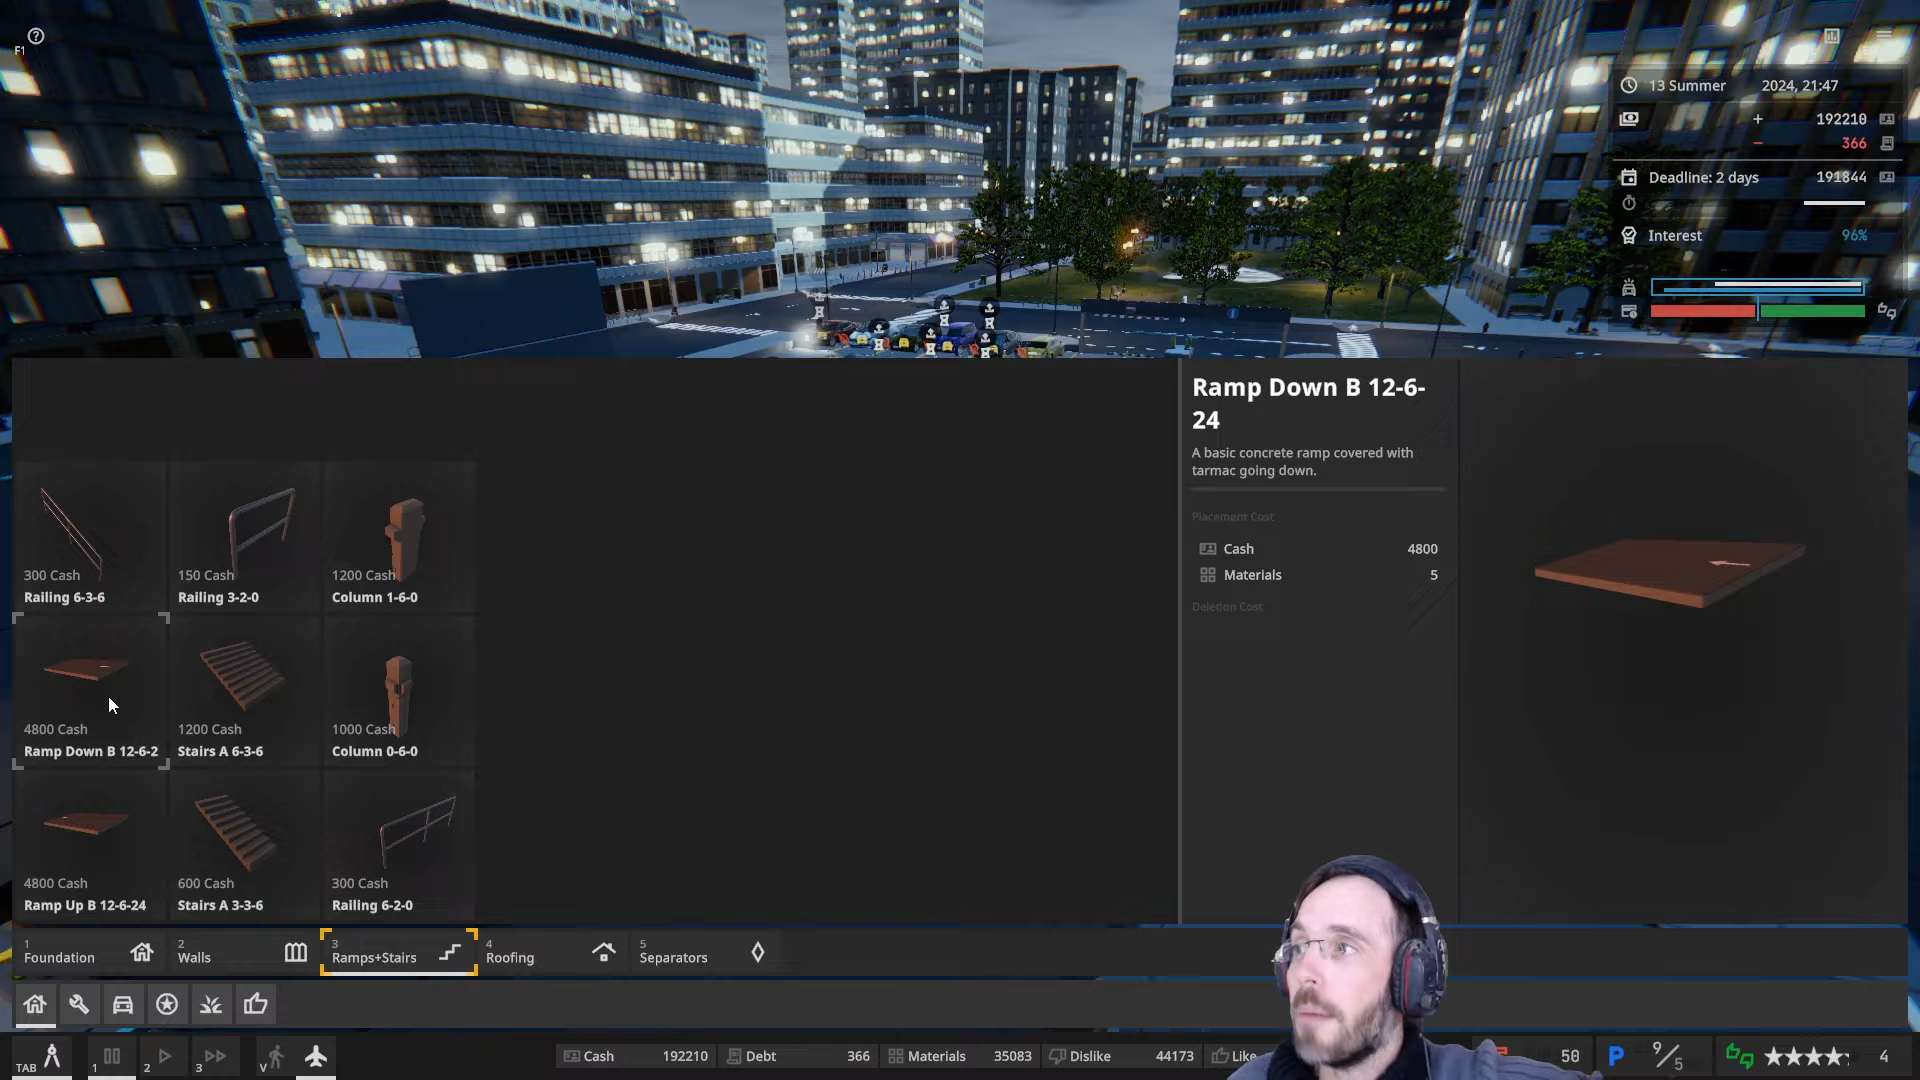 F1
13 Summer 2024, 21:47
+ 192210
− 366
Deadline: 2 days 191844
Interest 96%
Ramp Down B 12-6-
24
A basic concrete ramp covered with
tarmac going down.
Placement Cost
Cash 4800
Materials 5
Deletion Cost
300 Cash
Railing 6-3-6
150 Cash
Railing 3-2-0
1200 Cash
Column 1-6-0
4800 Cash
Ramp Down B 12-6-2
1200 Cash
Stairs A 6-3-6
1000 Cash
Column 0-6-0
4800 Cash
Ramp Up B 12-6-24
600 Cash
Stairs A 3-3-6
300 Cash
Railing 6-2-0
1 Foundation
2 Walls
3 Ramps+Stairs
4 Roofing
5 Separators
TAB 1 2 3 V
Cash 192210
Debt 366
Materials 35083
Dislike 44173
Like
50
P 9/5
4